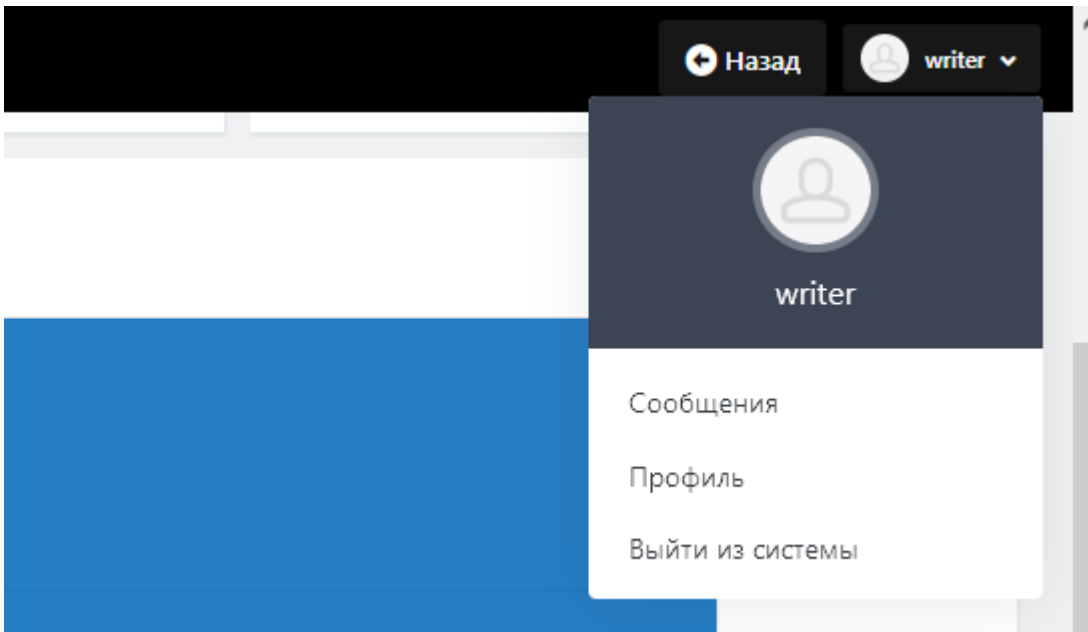 Назад
writer
writer
Сообщения
Профиль
Выйти из системы